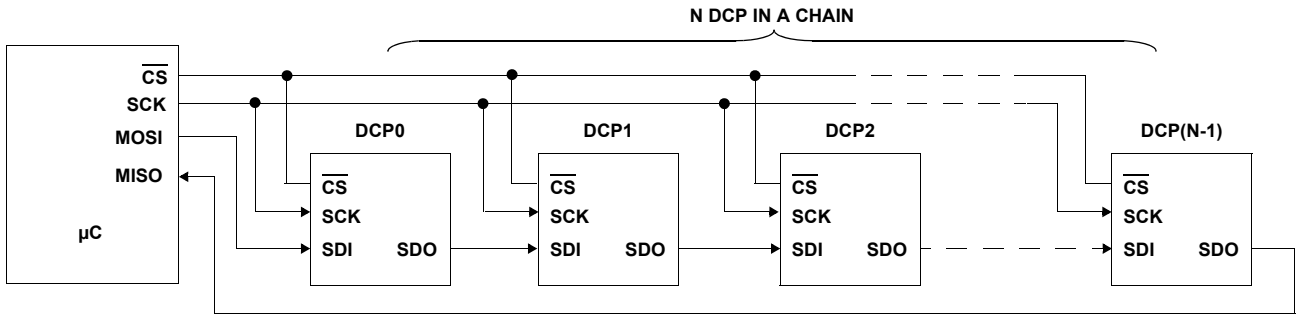 N DCP IN A CHAIN
CS
SCK
MOSI
MISO
µC
DCP0
CS
SCK
SDI SDO
DCP1
CS
SCK
SDI SDO
DCP2
CS
SCK
SDI SDO
DCP(N-1)
CS
SCK
SDI SDO